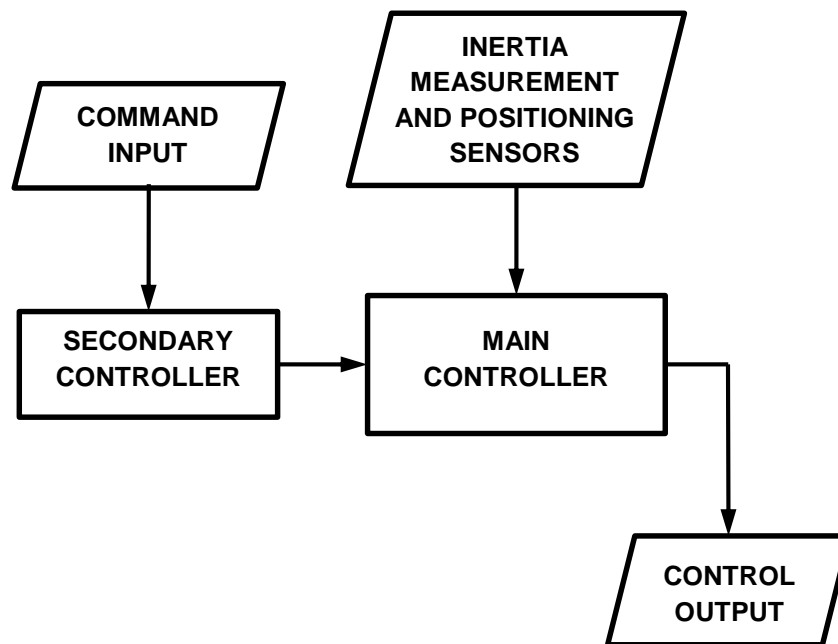 COMMAND
INPUT
INERTIA
MEASUREMENT
AND POSITIONING
SENSORS
SECONDARY
CONTROLLER
MAIN
CONTROLLER
CONTROL
OUTPUT